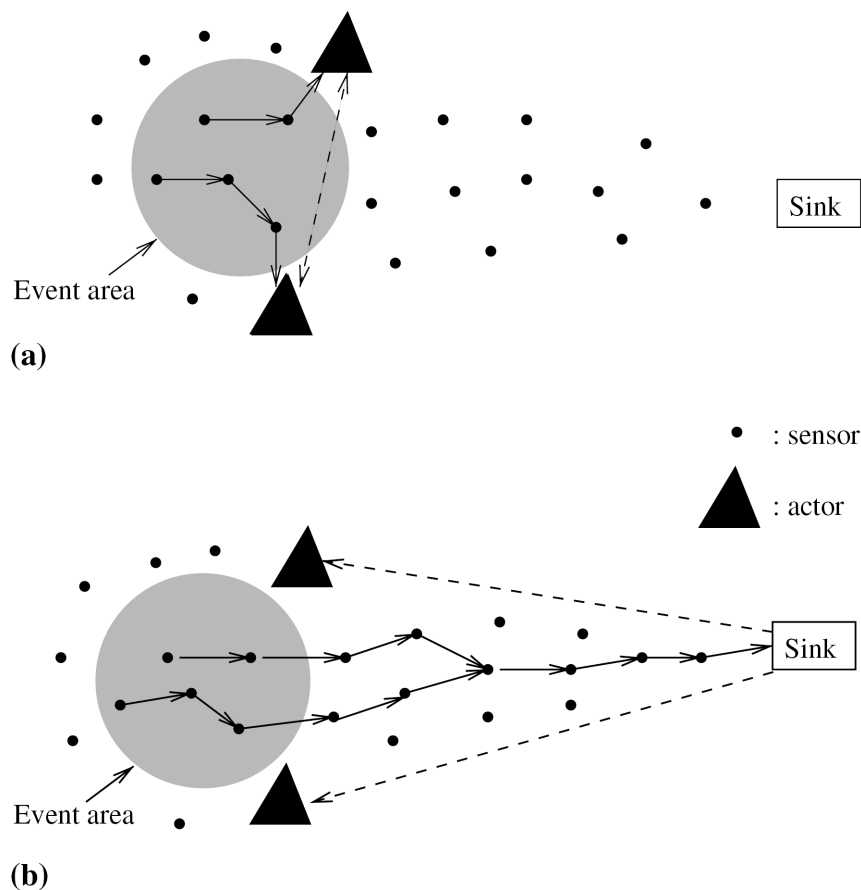 Sink
Event area
(a)
: sensor
: actor
Sink
Event area
(b)